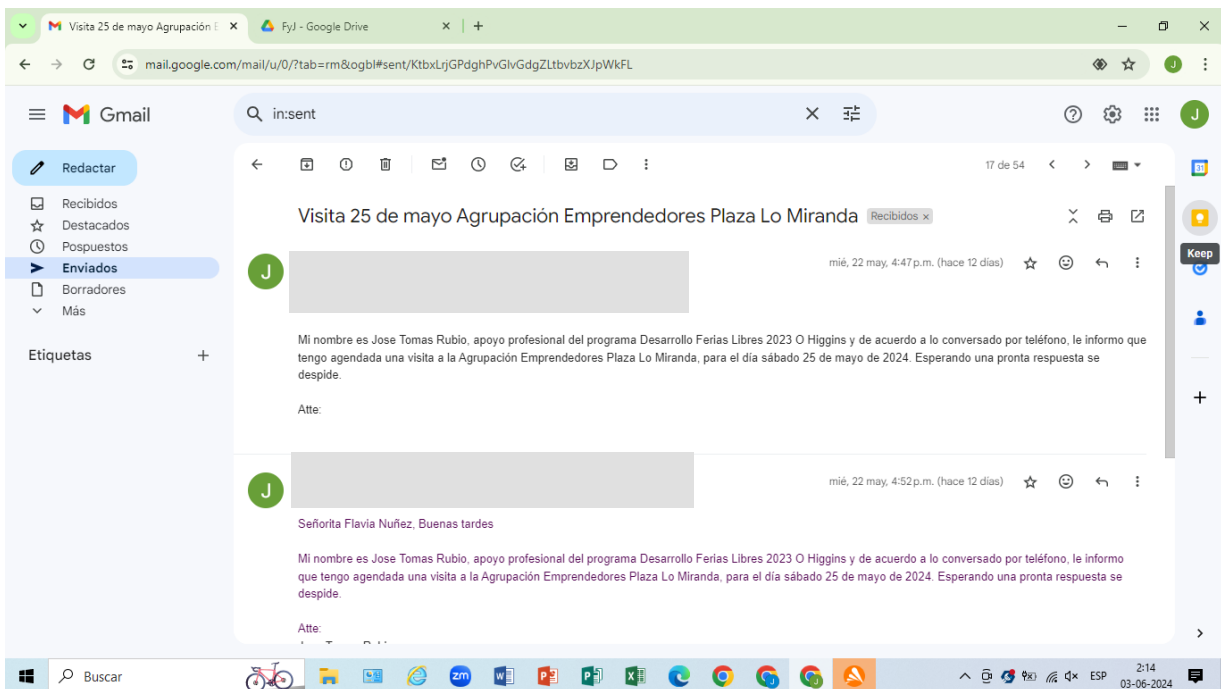 Visita 25 de mayo Agrupación E
FyJ - Google Drive
mail.google.com/mail/u/0/?tab=rm&ogbl#sent/KtbxLrjGPdghPvGlvGdgZLtbvbzXJpWkFL
J
Gmail
in:sent
J
Redactar
17 de 54
31
Recibidos
Destacados
Pospuestos
Enviados
Borradores
Más
Etiquetas
Visita 25 de mayo Agrupación Emprendedores Plaza Lo Miranda Recibidos x
Keep
J
mié, 22 may, 4:47 p.m. (hace 12 días)
Mi nombre es Jose Tomas Rubio, apoyo profesional del programa Desarrollo Ferias Libres 2023 O Higgins y de acuerdo a lo conversado por teléfono, le informo que
tengo agendada una visita a la Agrupación Emprendedores Plaza Lo Miranda, para el día sábado 25 de mayo de 2024. Esperando una pronta respuesta se
despide.
Atte:
J
mié, 22 may, 4:52 p.m. (hace 12 días)
Señorita Flavia Nuñez, Buenas tardes
Mi nombre es Jose Tomas Rubio, apoyo profesional del programa Desarrollo Ferias Libres 2023 O Higgins y de acuerdo a lo conversado por teléfono, le informo
que tengo agendada una visita a la Agrupación Emprendedores Plaza Lo Miranda, para el día sábado 25 de mayo de 2024. Esperando una pronta respuesta se
despide.
Atte:
Buscar
zm
ESP
2:14
03-06-2024